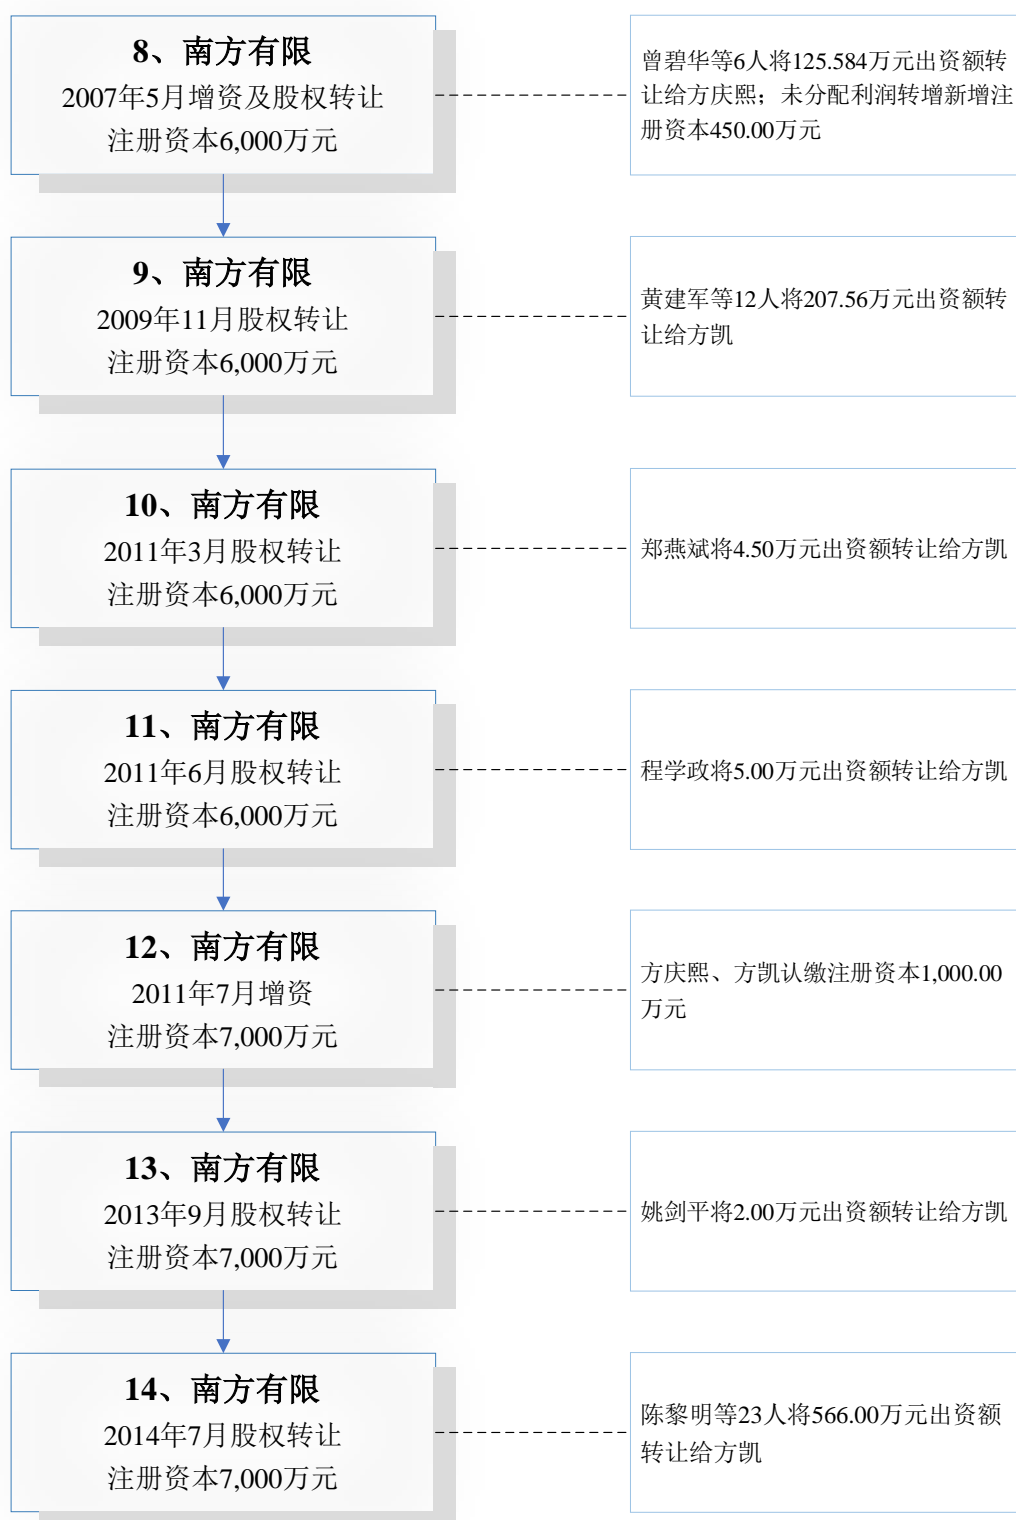 8、南方有限
2007年5月增资及股权转让
注册资本6,000万元
曾碧华等6人将125.584万元出资额转
让给方庆熙；未分配利润转增新增注
册资本450.00万元
9、南方有限
2009年11月股权转让
注册资本6,000万元
黄建军等12人将207.56万元出资额转
让给方凯
10、南方有限
2011年3月股权转让
注册资本6,000万元
郑燕斌将4.50万元出资额转让给方凯
11、南方有限
2011年6月股权转让
注册资本6,000万元
程学政将5.00万元出资额转让给方凯
12、南方有限
2011年7月增资
注册资本7,000万元
方庆熙、方凯认缴注册资本1,000.00
万元
13、南方有限
2013年9月股权转让
注册资本7,000万元
姚剑平将2.00万元出资额转让给方凯
14、南方有限
2014年7月股权转让
注册资本7,000万元
陈黎明等23人将566.00万元出资额
转让给方凯